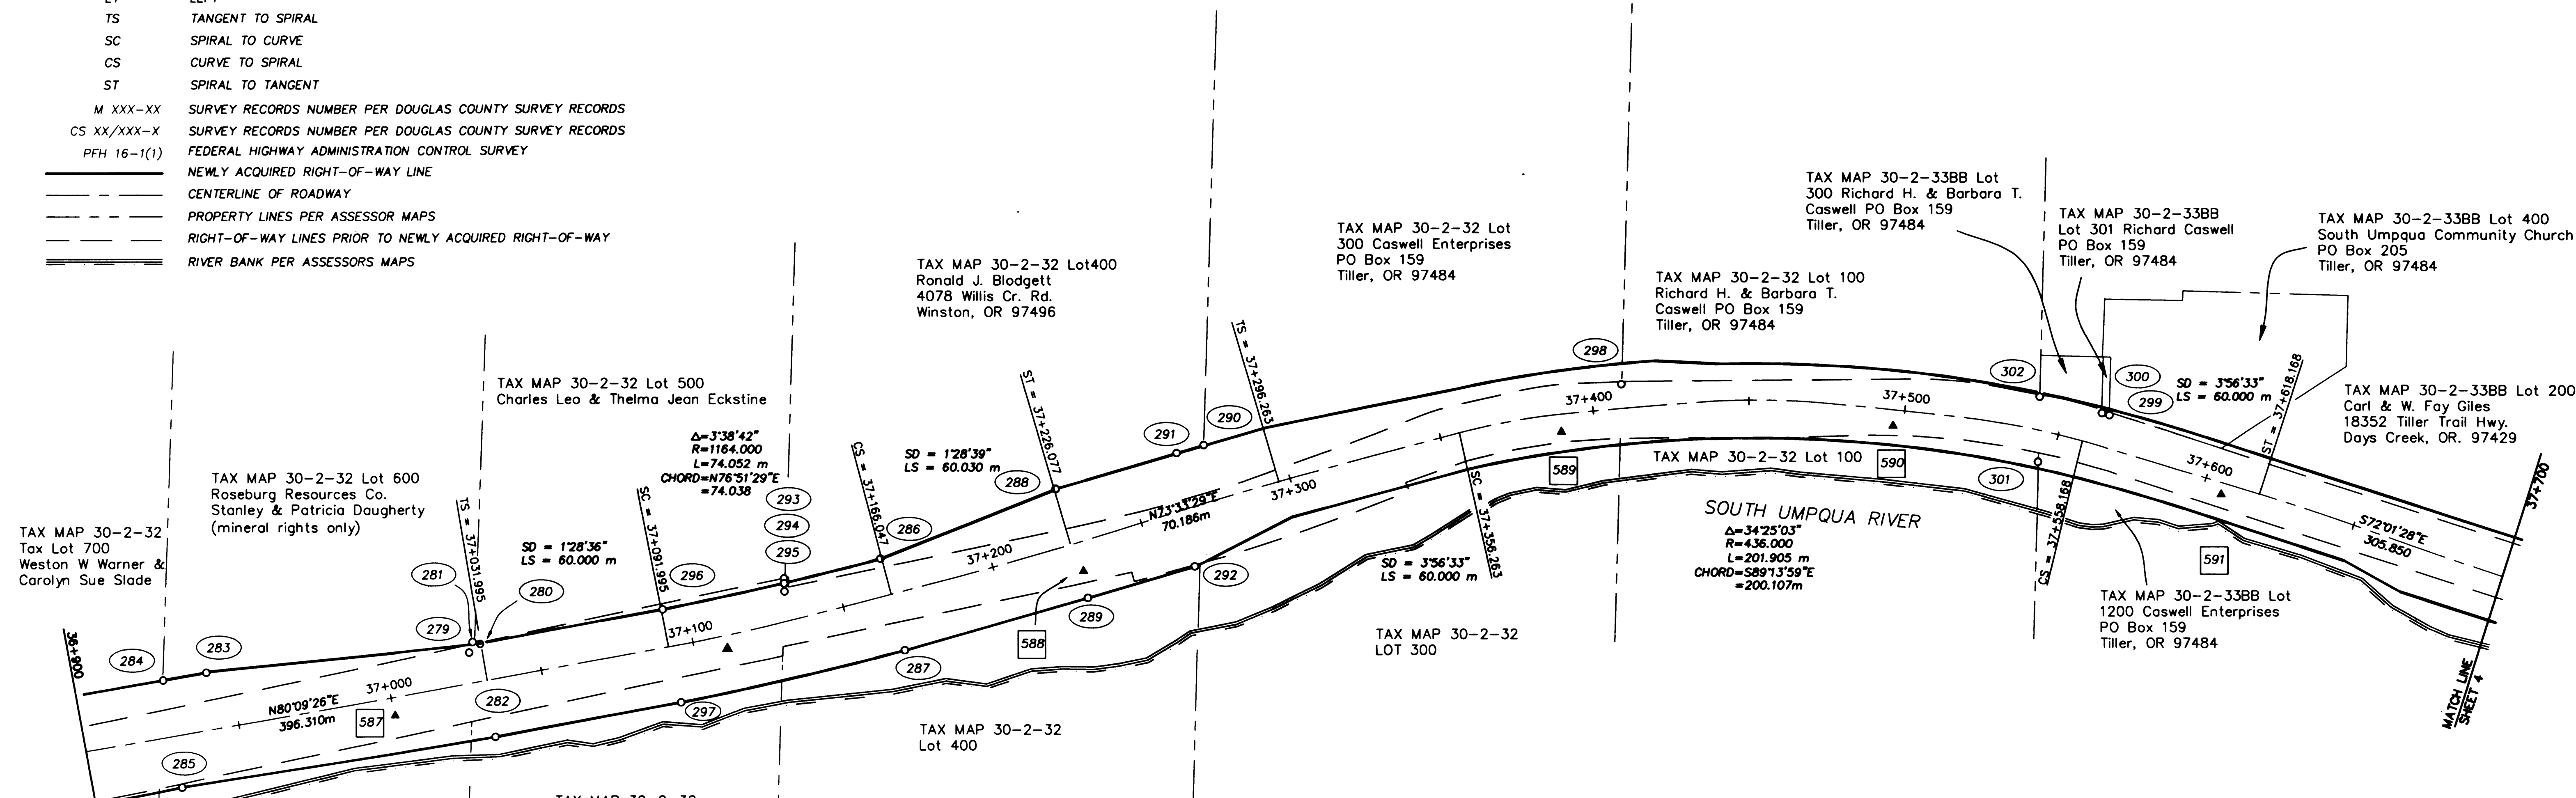 TS TANGENT TO SPIRAL
SC SPIRAL TO CURVE
CS CURVE TO SPIRAL
ST SPIRAL TO TANGENT
M XXX-XX SURVEY RECORDS NUMBER PER DOUGLAS COUNTY SURVEY RECORDS
CS XX/XXX-X SURVEY RECORDS NUMBER PER DOUGLAS COUNTY SURVEY RECORDS
PFH 16-1(1) FEDERAL HIGHWAY ADMINISTRATION CONTROL SURVEY
NEWLY ACQUIRED RIGHT-OF-WAY LINE
CENTERLINE OF ROADWAY
PROPERTY LINES PER ASSESSOR MAPS
RIGHT-OF-WAY LINES PRIOR TO NEWLY ACQUIRED RIGHT-OF-WAY
RIVER BANK PER ASSESSORS MAPS
TAX MAP 30-2-32
Tax Lot 700
Weston W Warner &
Carolyn Sue Slade
TAX MAP 30-2-32 Lot 600
Roseburg Resources Co.
Stanley & Patricia Daugherty
(mineral rights only)
TAX MAP 30-2-32 Lot 500
Charles Leo & Thelma Jean Eckstine
TAX MAP 30-2-32 Lot400
Ronald J. Blodgett
4078 Willis Cr. Rd.
Winston, OR 97496
TAX MAP 30-2-32 Lot
300 Caswell Enterprises
PO Box 159
Tiller, OR 97484
TAX MAP 30-2-32 Lot 100
Richard H. & Barbara T.
Caswell PO Box 159
Tiller, OR 97484
TAX MAP 30-2-33BB Lot
300 Richard H. & Barbara T.
Caswell PO Box 159
Tiller, OR 97484
TAX MAP 30-2-33BB
Lot 301 Richard Caswell
PO Box 159
Tiller, OR 97484
TAX MAP 30-2-33BB Lot 400
South Umpqua Community Church
PO Box 205
Tiller, OR 97484
TAX MAP 30-2-33BB Lot 200
Carl & W. Fay Giles
18352 Tiller Trail Hwy.
Days Creek, OR. 97429
36+900
284
283
285
N80°09'26"E
396.310m
587
37+000
279
281
280
282
TS = 37+031.995
SD = 1°28'36"
LS = 60.000 m
SC = 37+091.995
296
37+100
297
Δ=3°38'42"
R=1164.000
L=74.052 m
CHORD=N76°51'29"E
=74.038
293
294
295
CS = 37+166.047
286
287
SD = 1°28'39"
LS = 60.030 m
37+200
ST = 37+226.077
288
588
289
N73°33'29"E
70.186m
291
290
292
TS = 37+296.263
37+300
SD = 3°56'33"
LS = 60.000 m
SC = 37+356.263
298
37+400
589
TAX MAP 30-2-32 Lot 100
590
37+500
SOUTH UMPQUA RIVER
Δ=34°25'03"
R=436.000
L=201.905 m
CHORD=S89°13'59"E
=200.107m
302
301
CS = 37+558.168
300
299
SD = 3°56'33"
LS = 60.000 m
ST = 37+618.168
37+600
591
S72°01'28"E
305.850
37+700
MATCH LINE
SHEET 4
TAX MAP 30-2-33BB Lot
1200 Caswell Enterprises
PO Box 159
Tiller, OR 97484
TAX MAP 30-2-32
LOT 300
TAX MAP 30-2-32
Lot 400